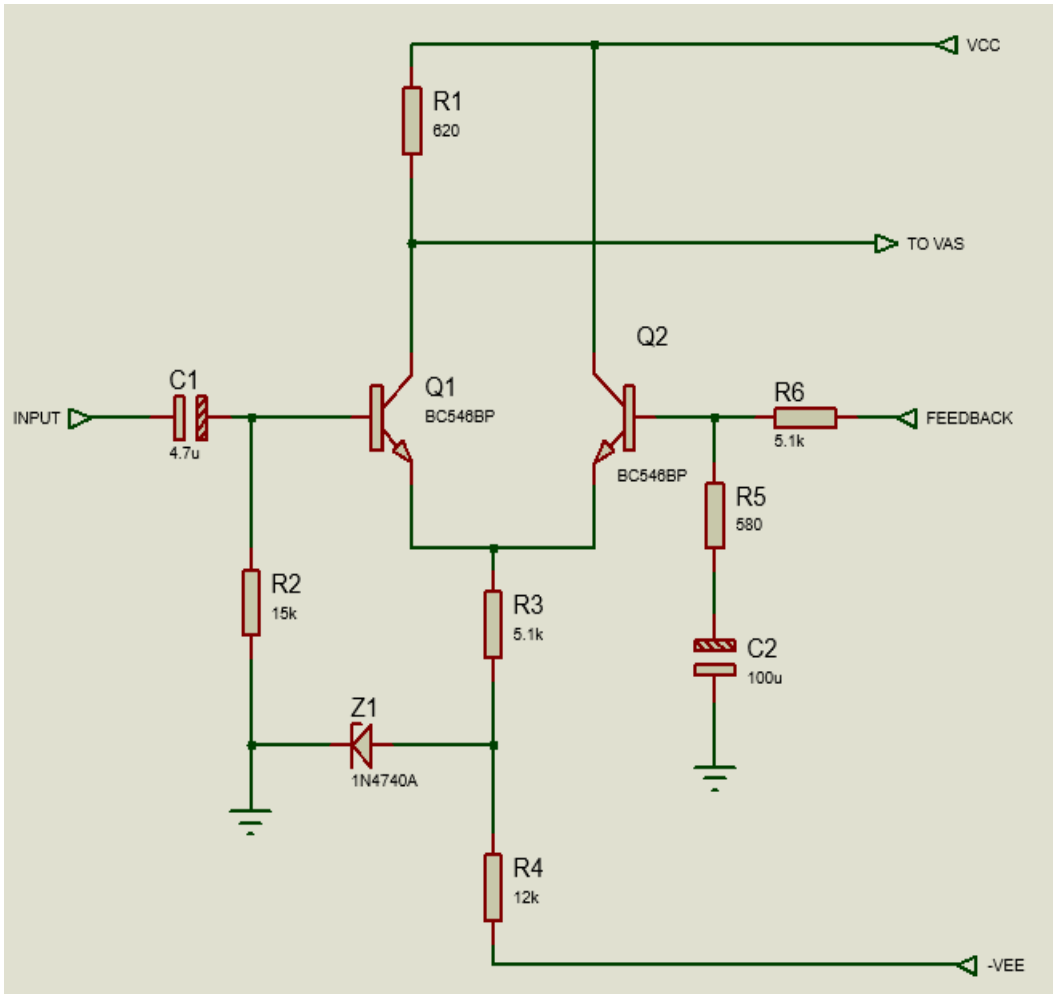 VCC
R1
620
TO VAS
Q2
C1
Q1
INPUT
BC546BP
R6
FEEDBACK
4.7u
5.1k
BC546BP
R5
580
R2
15k
R3
5.1k
C2
100u
Z1
1N4740A
R4
12k
-VEE